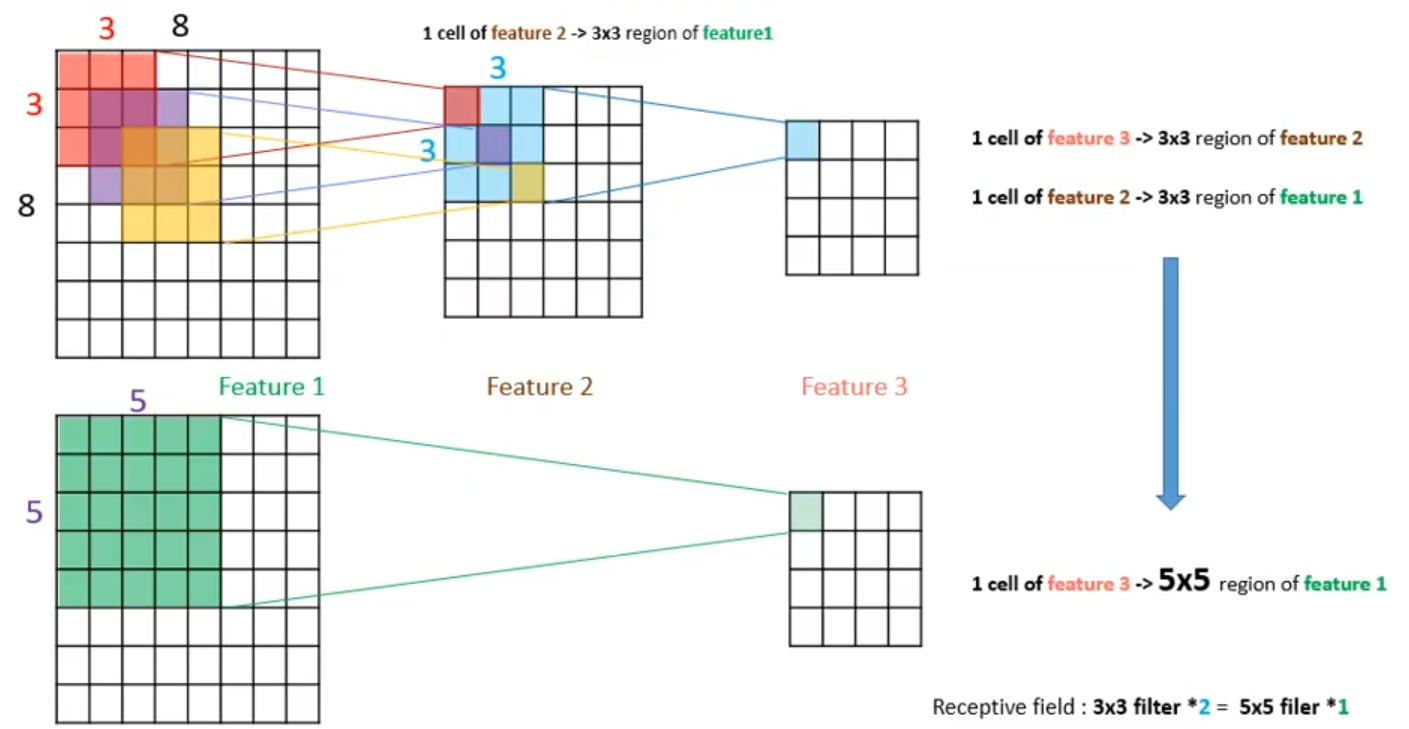 3
8
1 cell of feature 2 -> 3x3 region of feature1
3
3
3
8
1 cell of feature 3 -> 3x3 region of feature 2
1 cell of feature 2 -> 3x3 region of feature 1
Feature 1
Feature 2
Feature 3
5
5
1 cell of feature 3 -> 5x5 region of feature 1
Receptive field : 3x3 filter *2 = 5x5 filer *1